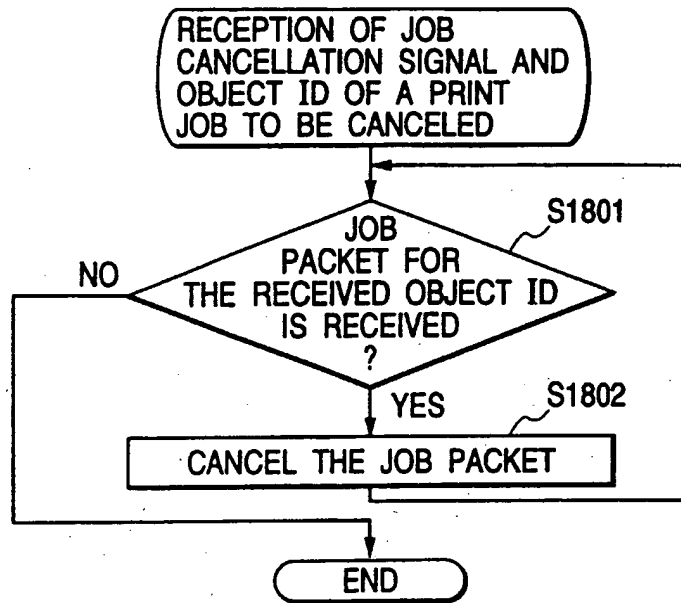 RECEPTION OF JOB
CANCELLATION SIGNAL AND
OBJECT ID OF A PRINT
JOB TO BE CANCELED
S1801
JOB
PACKET FOR
THE RECEIVED OBJECT ID
IS RECEIVED
?
NO
YES
S1802
CANCEL THE JOB PACKET
END